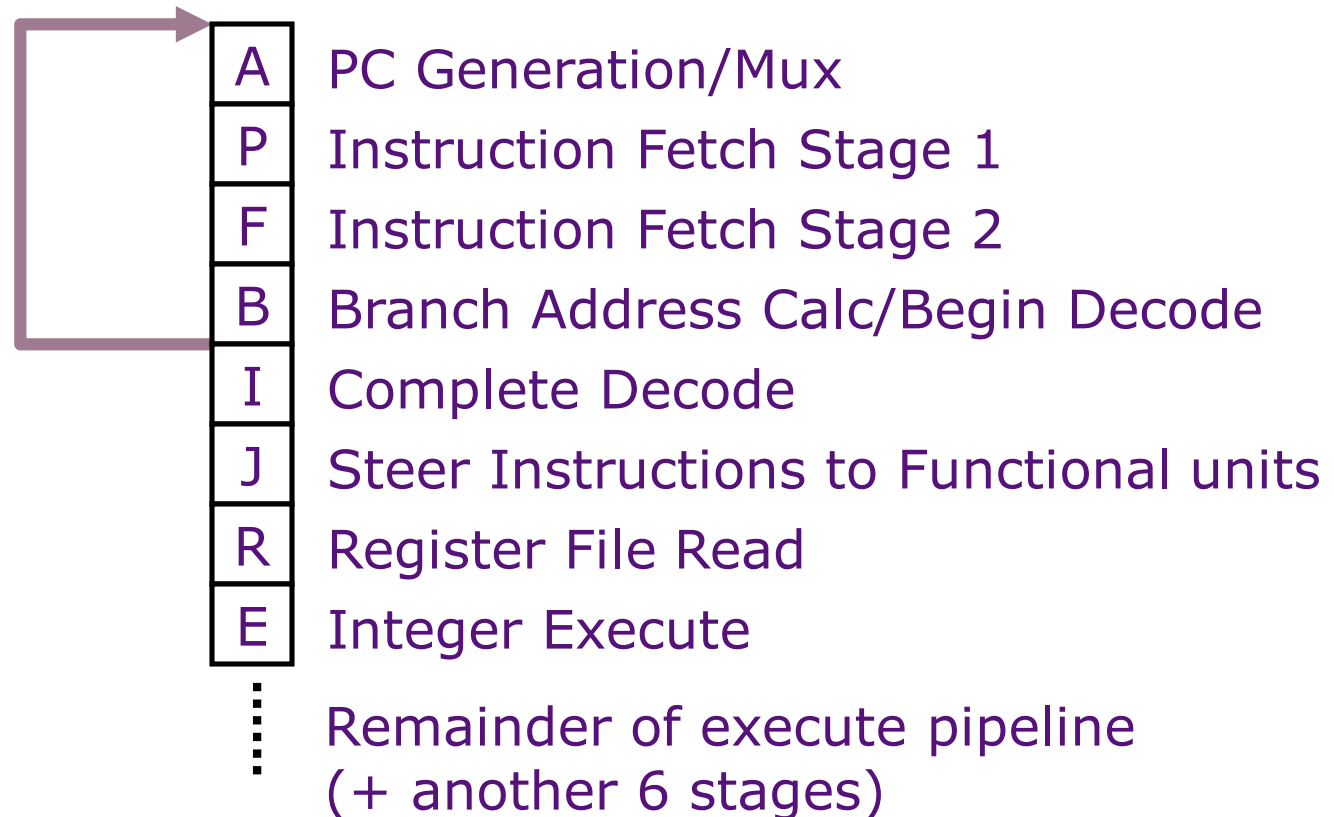 A PC Generation/Mux
P Instruction Fetch Stage 1
F Instruction Fetch Stage 2
B Branch Address Calc/Begin Decode
I Complete Decode
J Steer Instructions to Functional units
R Register File Read
E Integer Execute
Remainder of execute pipeline
(+ another 6 stages)